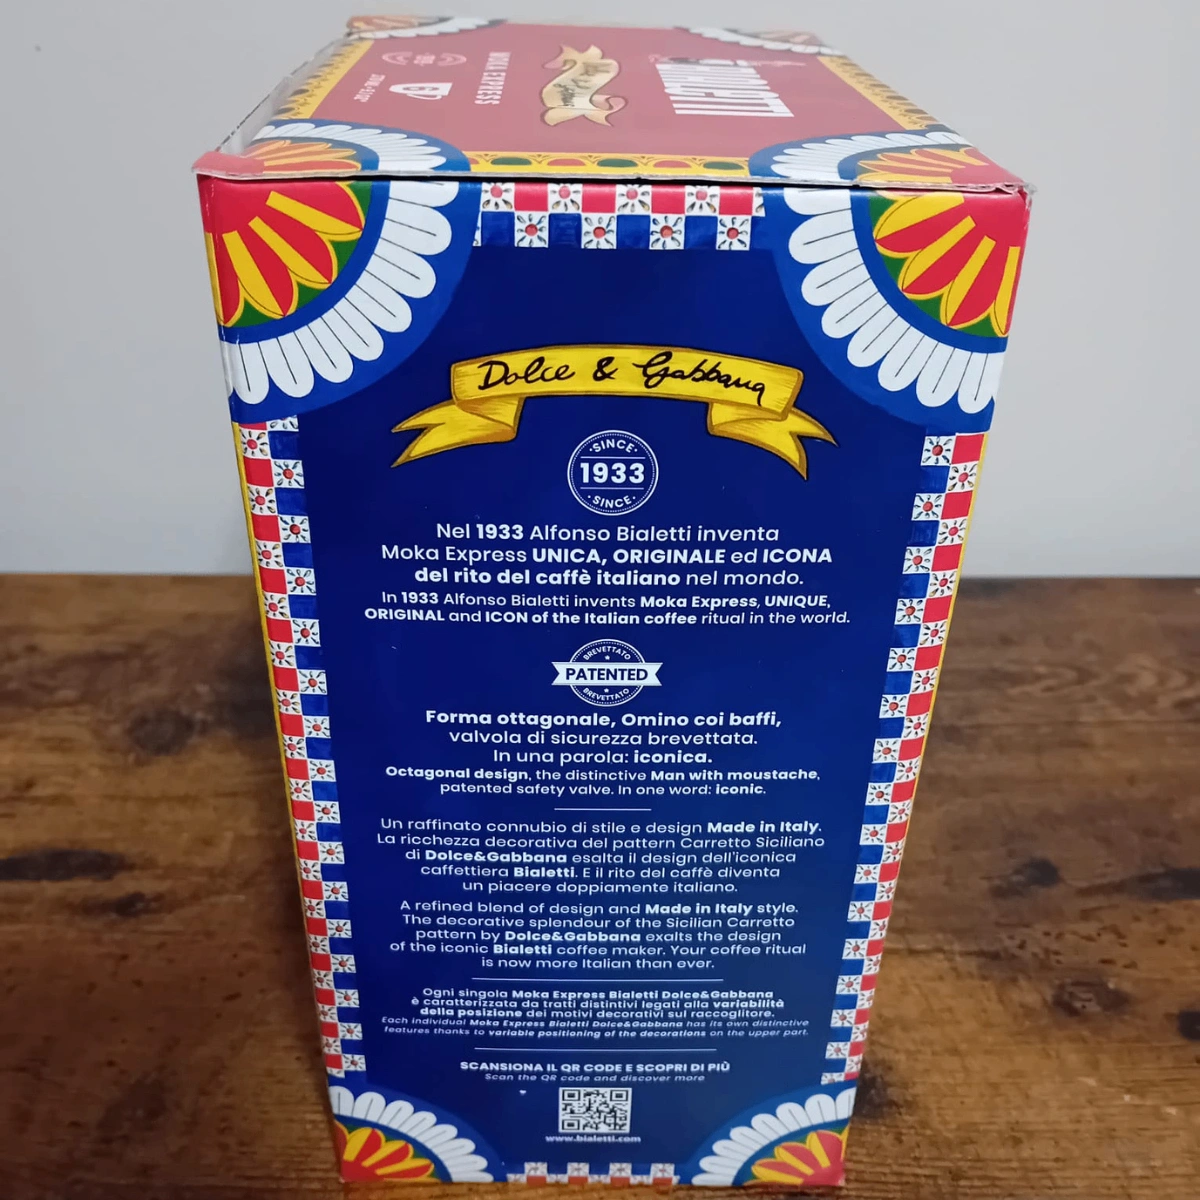 BIALETTI
Dolce & Gabbana
MOKA EXPRESS
Dolce & Gabbana
SINCE
1933
SINCE
Nel 1933 Alfonso Bialetti inventa
Moka Express UNICA, ORIGINALE ed ICONA
del rito del caffè italiano nel mondo.
In 1933 Alfonso Bialetti invents Moka Express, UNIQUE,
ORIGINAL and ICON of the Italian coffee ritual in the world.
BREVETTATO
PATENTED
BREVETTATO
Forma ottagonale, Omino coi baffi,
valvola di sicurezza brevettata.
In una parola: iconica.
Octagonal design, the distinctive Man with moustache,
patented safety valve. In one word: iconic.
Un raffinato connubio di stile e design Made in Italy.
La ricchezza decorativa del pattern Carretto Siciliano
di Dolce&Gabbana esalta il design dell'iconica
caffettiera Bialetti. E il rito del caffè diventa
un piacere doppiamente italiano.
A refined blend of design and Made in Italy style.
The decorative splendour of the Sicilian Carretto
pattern by Dolce&Gabbana exalts the design
of the iconic Bialetti coffee maker. Your coffee ritual
is now more Italian than ever.
Ogni singola Moka Express Bialetti Dolce&Gabbana
è caratterizzata da tratti distintivi legati alla variabilità
della posizione dei motivi decorativi sul raccoglitore.
Each individual Moka Express Bialetti Dolce&Gabbana has its own distinctive
features thanks to variable positioning of the decorations on the upper part.
SCANSIONA IL QR CODE E SCOPRI DI PIÙ
Scan the QR code and discover more
www.bialetti.com